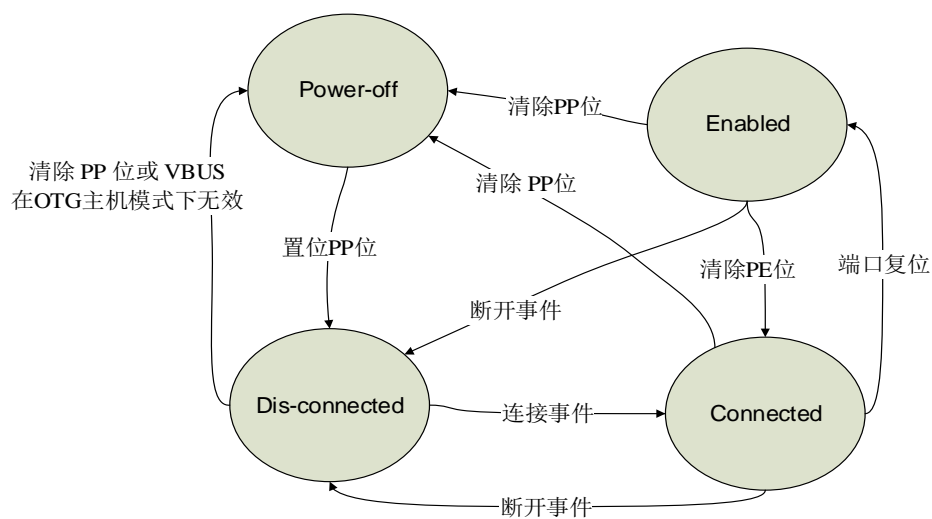 Power-off
Enabled
清除PP位
清除 PP 位或 VBUS
在OTG主机模式下无效
清除 PP位
置位PP位
清除PE位
端口复位
断开事件
Dis-connected
连接事件
Connected
断开事件